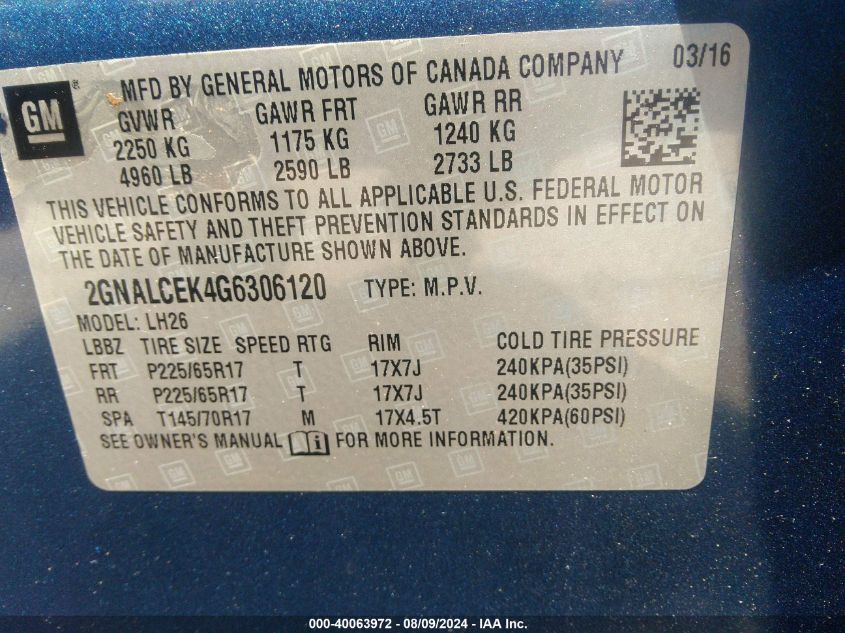 MFD BY GENERAL MOTORS OF CANADA COMPANY 03/16
GM ®
GVWR GAWR FRT GAWR RR
2250 KG 1175 KG 1240 KG
4960 LB 2590 LB 2733 LB
THIS VEHICLE CONFORMS TO ALL APPLICABLE U.S. FEDERAL MOTOR
VEHICLE SAFETY AND THEFT PREVENTION STANDARDS IN EFFECT ON
THE DATE OF MANUFACTURE SHOWN ABOVE.
2GNALCEK4G6306120 TYPE: M.P.V.
MODEL: LH26
LBBZ TIRE SIZE SPEED RTG RIM COLD TIRE PRESSURE
FRT P225/65R17 T 17X7J 240KPA(35PSI)
RR P225/65R17 T 17X7J 240KPA(35PSI)
SPA T145/70R17 M 17X4.5T 420KPA(60PSI)
SEE OWNER'S MANUAL FOR MORE INFORMATION.
000-40063972 - 08/09/2024 - IAA Inc.